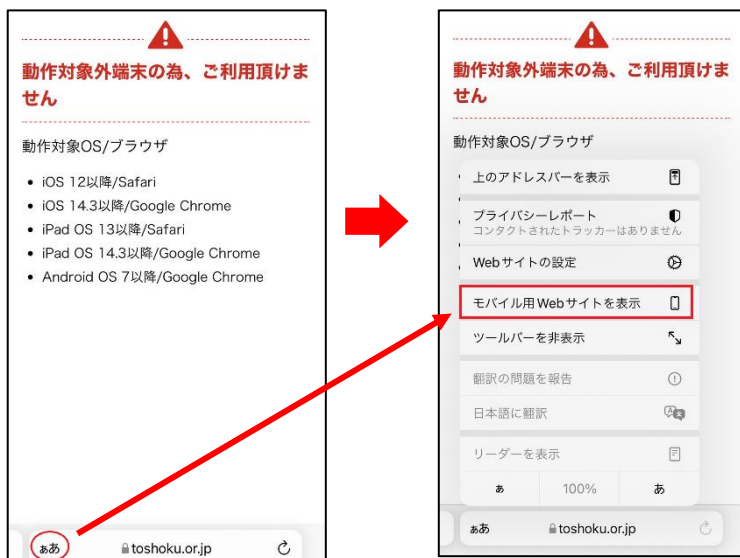 動作対象外端末の為、ご利用頂けま
せん
動作対象OS/ブラウザ
• iOS 12以降/Safari
• iOS 14.3以降/Google Chrome
• iPad OS 13以降/Safari
• iPad OS 14.3以降/Google Chrome
• Android OS 7以降/Google Chrome
ぁあ toshoku.or.jp
動作対象外端末の為、ご利用頂けま
せん
動作対象OS/ブラウザ
上のアドレスバーを表示
プライバシーレポート
コンタクトされたトラッカーはありません
Webサイトの設定
モバイル用Webサイトを表示
ツールバーを非表示
翻訳の問題を報告
日本語に翻訳
リーダーを表示
ぁ 100% あ
ぁあ toshoku.or.jp